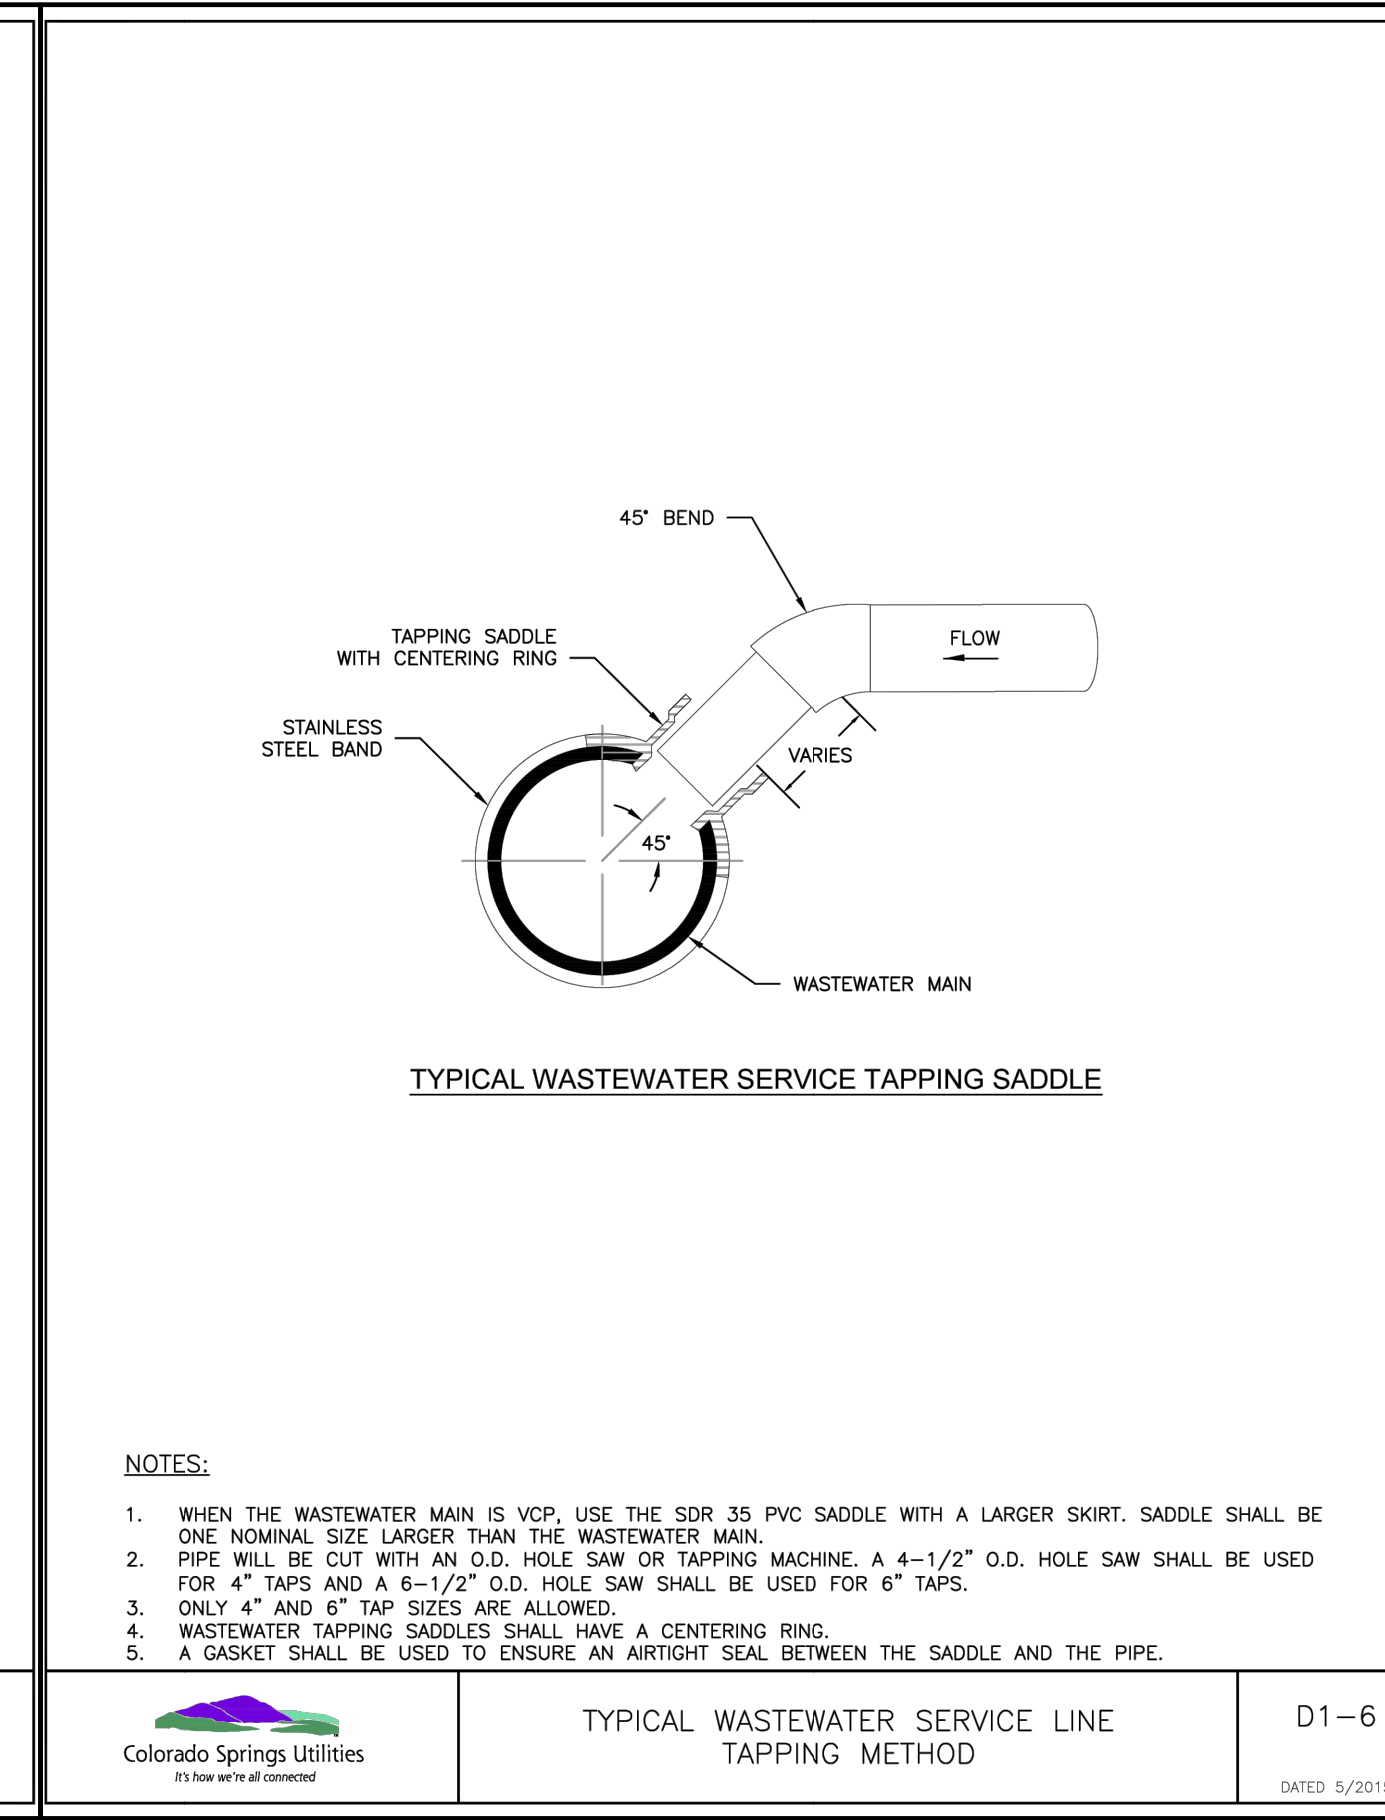 45° BEND
FLOW
TAPPING SADDLE
WITH CENTERING RING
STAINLESS
STEEL BAND
VARIES
45°
WASTEWATER MAIN
TYPICAL WASTEWATER SERVICE TAPPING SADDLE
NOTES:
1. WHEN THE WASTEWATER MAIN IS VCP, USE THE SDR 35 PVC SADDLE WITH A LARGER SKIRT. SADDLE SHALL BE
ONE NOMINAL SIZE LARGER THAN THE WASTEWATER MAIN.
2. PIPE WILL BE CUT WITH AN O.D. HOLE SAW OR TAPPING MACHINE. A 4-1/2" O.D. HOLE SAW SHALL BE USED
FOR 4" TAPS AND A 6-1/2" O.D. HOLE SAW SHALL BE USED FOR 6" TAPS.
3. ONLY 4" AND 6" TAP SIZES ARE ALLOWED.
4. WASTEWATER TAPPING SADDLES SHALL HAVE A CENTERING RING.
5. A GASKET SHALL BE USED TO ENSURE AN AIRTIGHT SEAL BETWEEN THE SADDLE AND THE PIPE.
Colorado Springs Utilities
It's how we're all connected
TYPICAL WASTEWATER SERVICE LINE
TAPPING METHOD
D1-6
DATED 5/2015